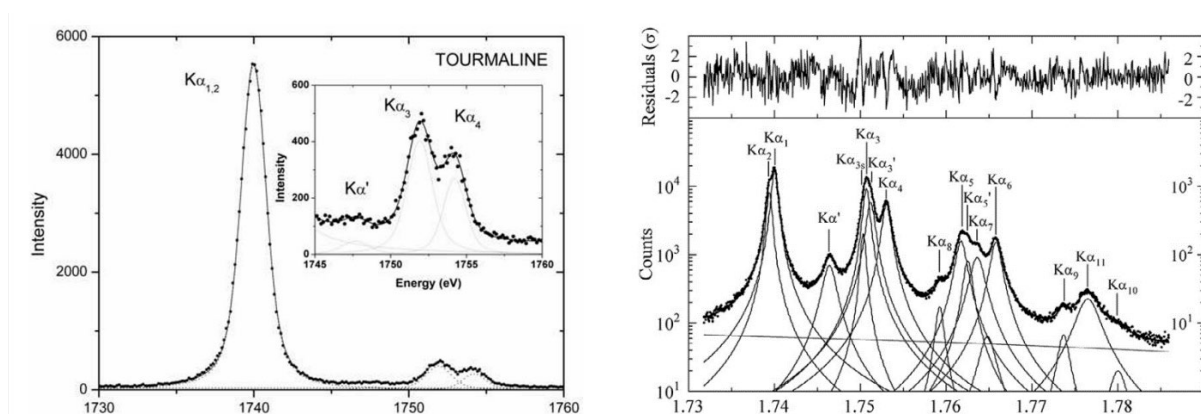 TOURMALINE
Kα1,2
Intensity
6000
4000
2000
0
1730
1740
1750
1760
Kα3
Kα4
Kα'
Intensity
600
400
200
0
1745
1750
1755
1760
Energy (eV)
Residuals (σ)
2
0
-2
2
0
-2
Kα2
Kα1
Kα'
Kα3s
Kα3
Kα3'
Kα4
Kα8
Kα5
Kα5'
Kα7
Kα6
Kα9
Kα11
Kα10
Counts
10^4
10^3
10^2
10^1
10^3
10^2
10^1
1.73
1.74
1.75
1.76
1.77
1.78